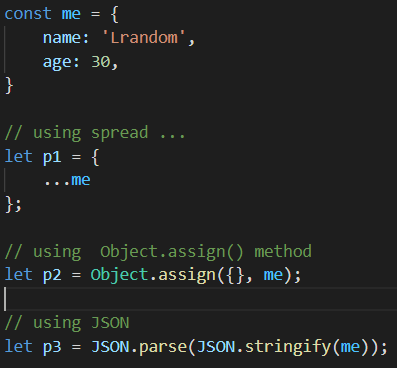 const me = {
    name: 'Lrandom',
    age: 30,
}
// using spread ...
let p1 = {
    ...me
};
// using  Object.assign() method
let p2 = Object.assign({}, me);
// using JSON
let p3 = JSON.parse(JSON.stringify(me));